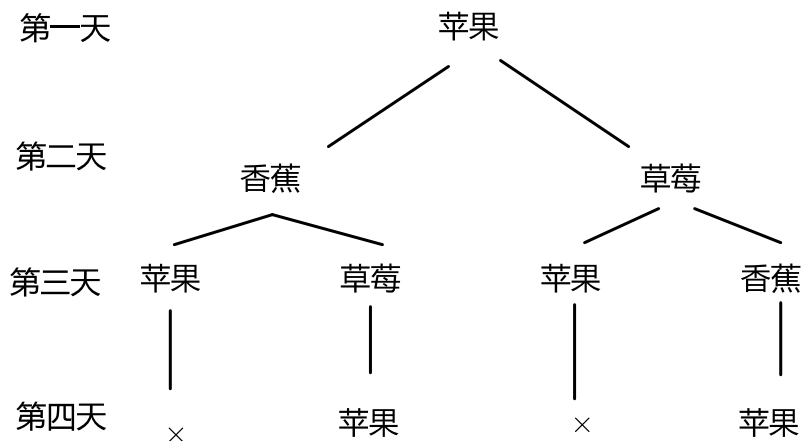 第一天 苹果
第二天 香蕉 草莓
第三天 苹果 草莓 苹果 香蕉
第四天 × 苹果 × 苹果